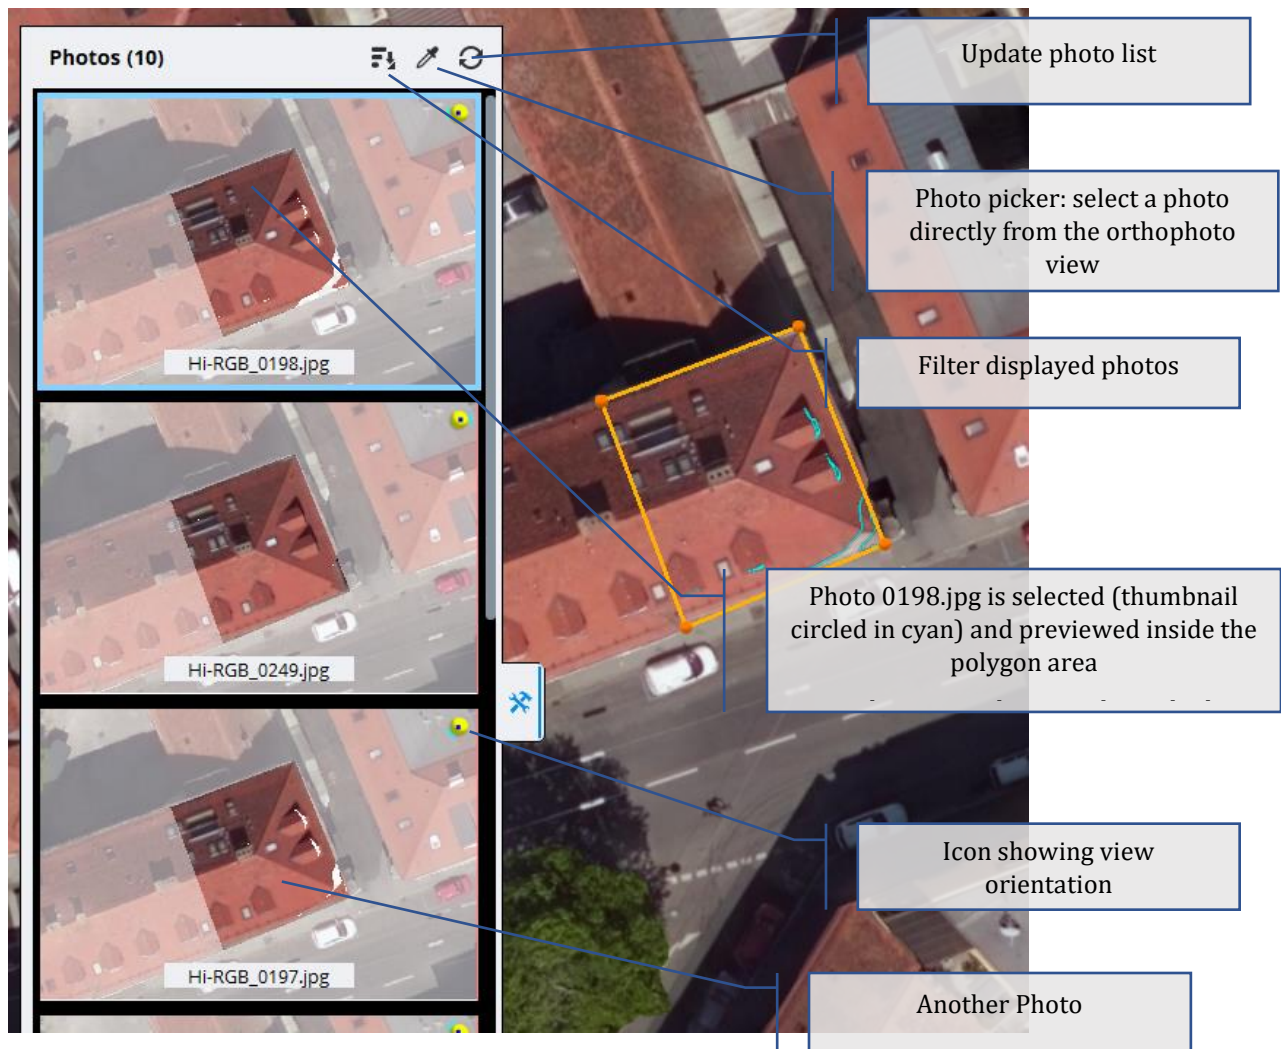 Photos (10)
Update photo list
Photo picker: select a photo
directly from the orthophoto
view
Hi-RGB_0198.jpg
Filter displayed photos
Photo 0198.jpg is selected (thumbnail
circled in cyan) and previewed inside the
polygon area
Hi-RGB_0249.jpg
Icon showing view
orientation
Hi-RGB_0197.jpg
Another Photo